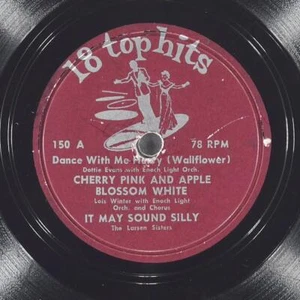 18 top hits
150 A
78 RPM
Dance With Me Henry (Wallflower)
Dottie Evans with Enoch Light Orch.
CHERRY PINK AND APPLE
BLOSSOM WHITE
Lois Winter with Enoch Light
Orch. and Chorus
IT MAY SOUND SILLY
The Larsen Sisters